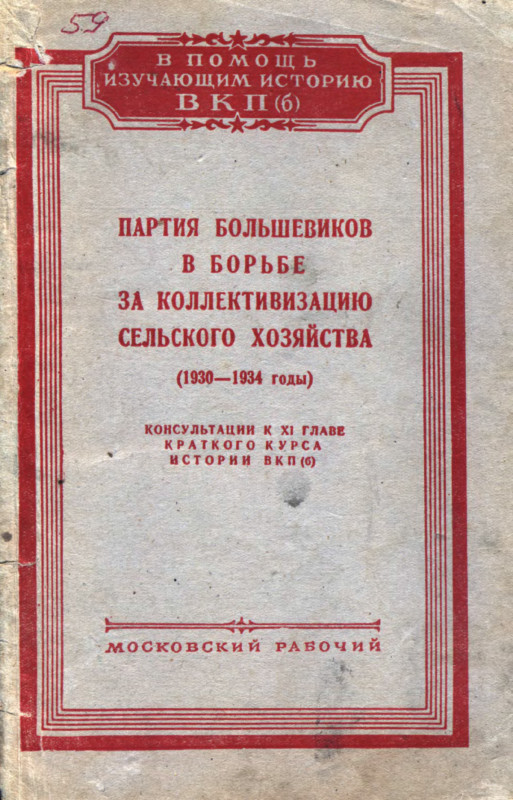 59
В ПОМОЩЬ
ИЗУЧАЮЩИМ ИСТОРИЮ
ВКП(б)
ПАРТИЯ БОЛЬШЕВИКОВ
В БОРЬБЕ
ЗА КОЛЛЕКТИВИЗАЦИЮ
СЕЛЬСКОГО ХОЗЯЙСТВА
(1930—1934 годы)
КОНСУЛЬТАЦИИ К XI ГЛАВЕ
КРАТКОГО КУРСА
ИСТОРИИ ВКП(б)
МОСКОВСКИЙ РАБОЧИЙ